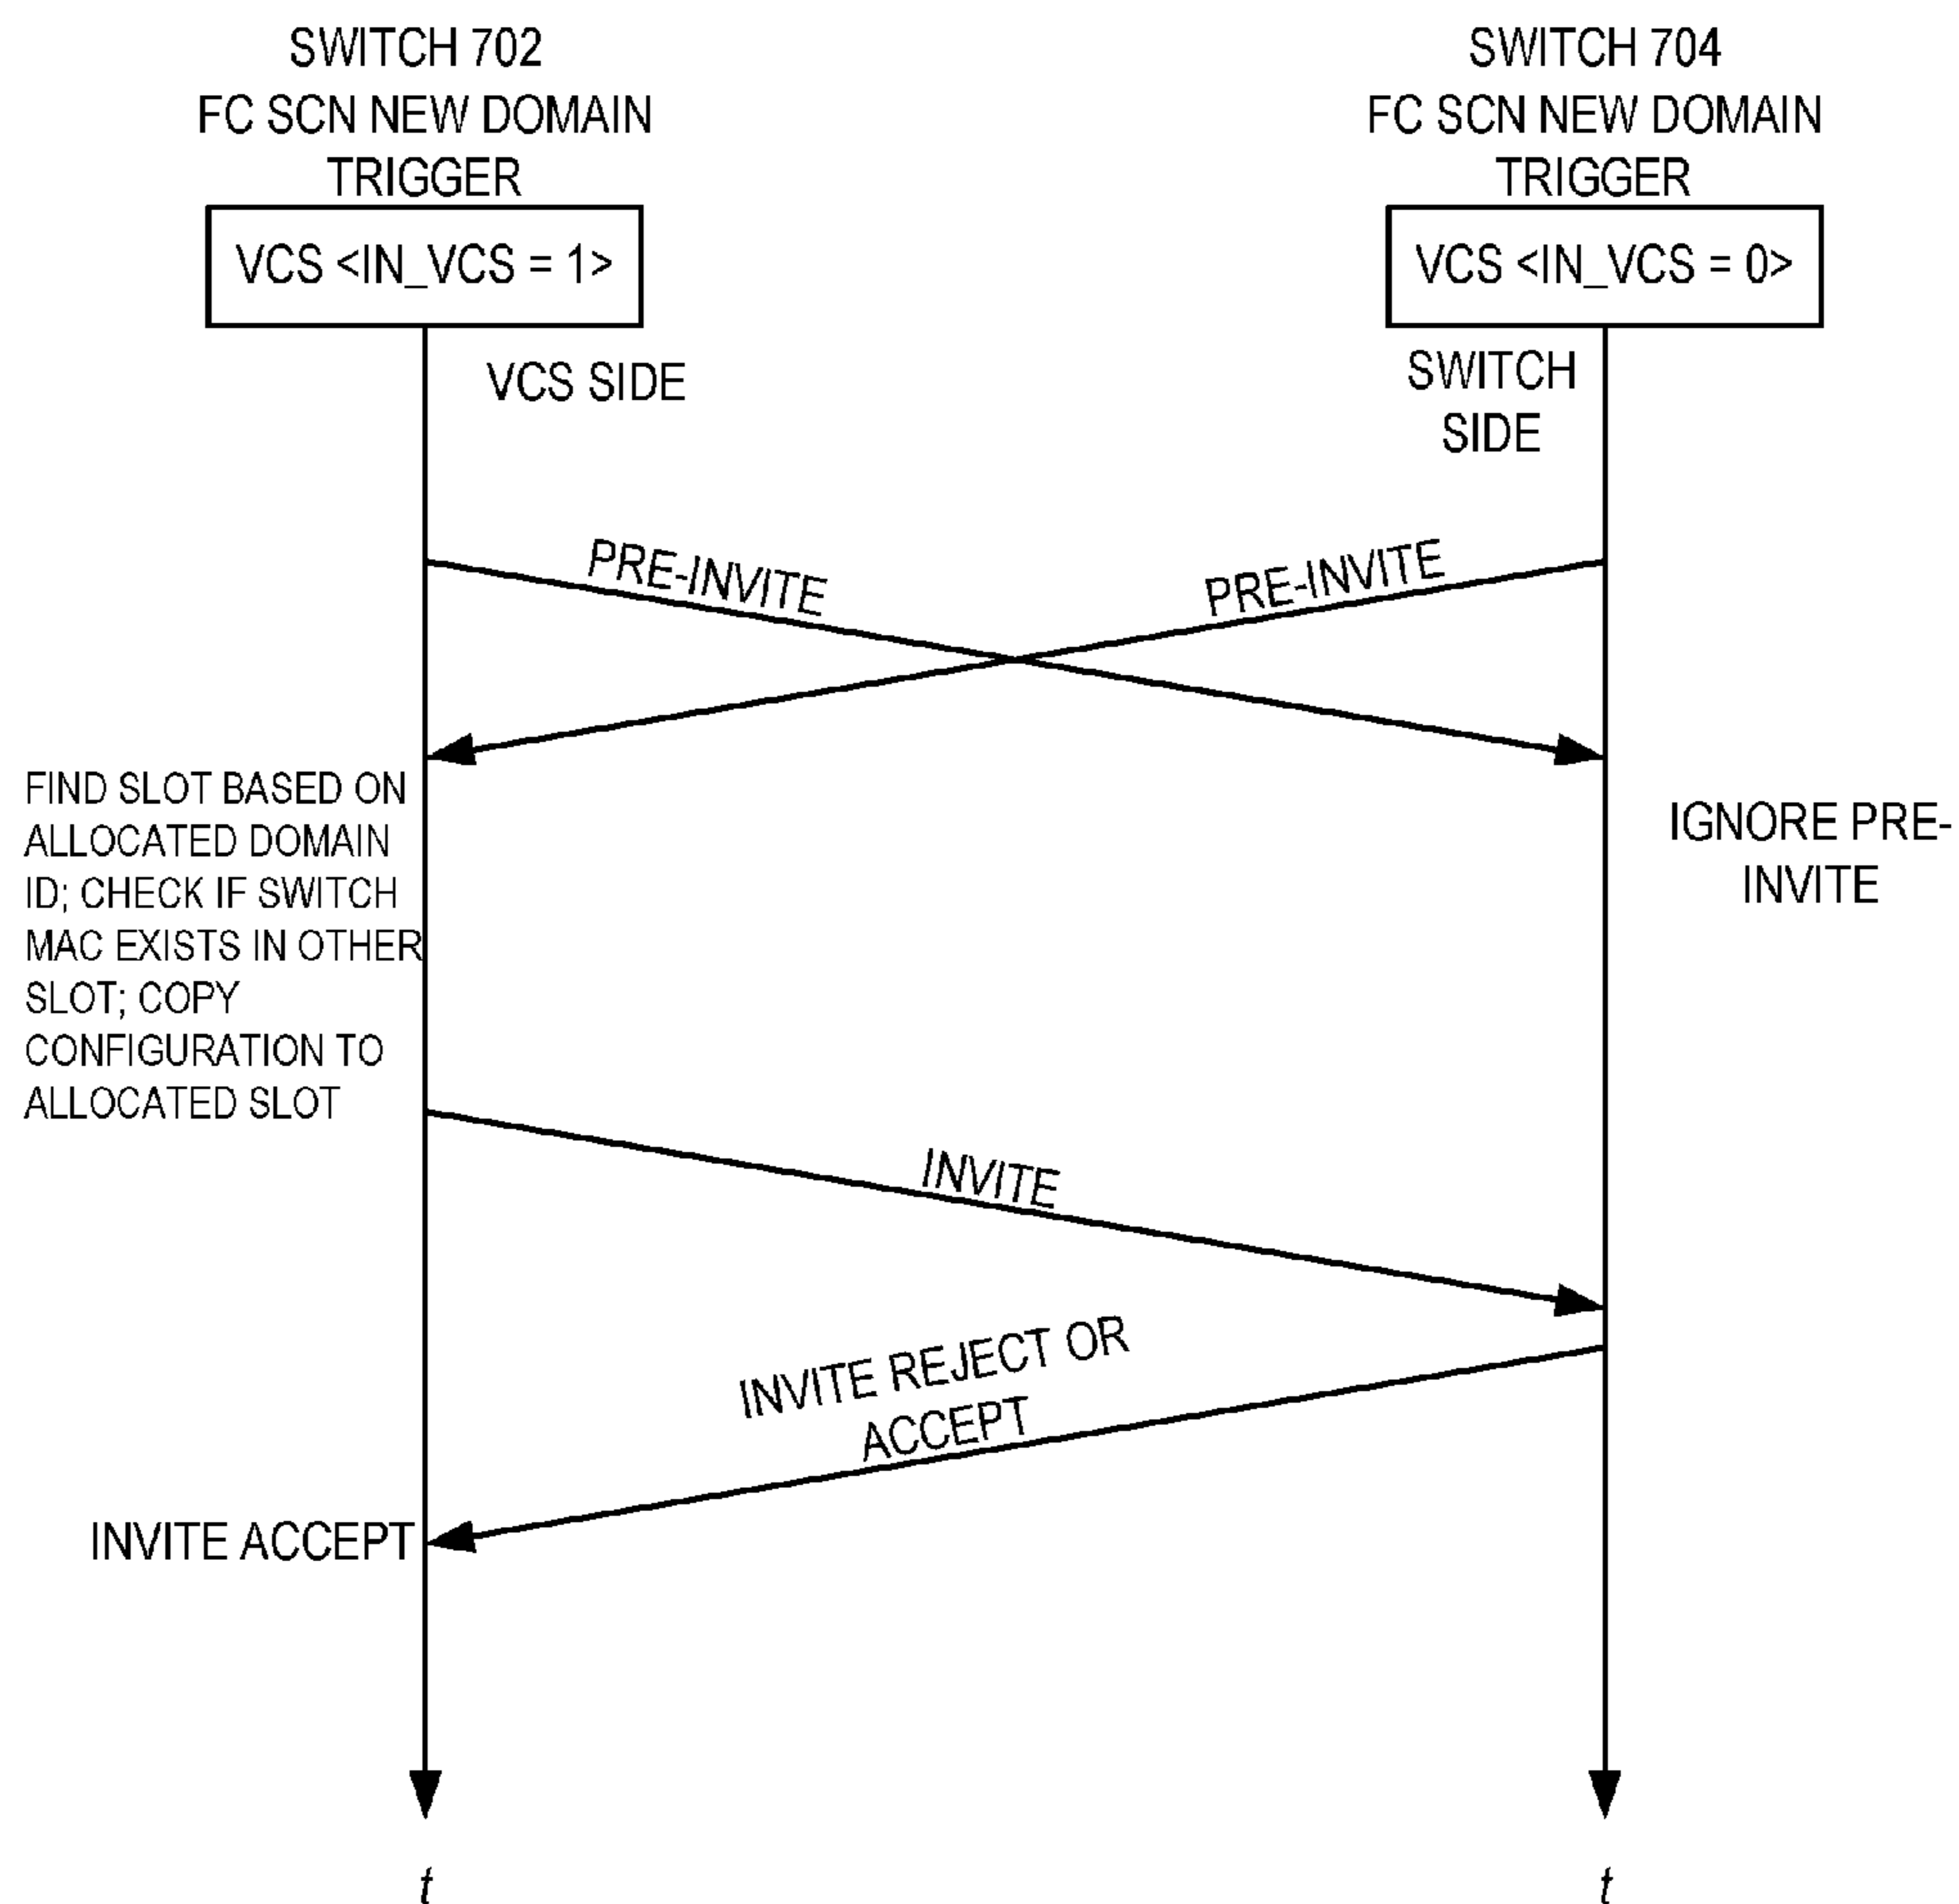 SWITCH 702
FC SCN NEW DOMAIN
TRIGGER
VCS <IN_VCS = 1>
SWITCH 704
FC SCN NEW DOMAIN
TRIGGER
VCS <IN_VCS = 0>
VCS SIDE
SWITCH
SIDE
PRE-INVITE
PRE-INVITE
FIND SLOT BASED ON
ALLOCATED DOMAIN
ID; CHECK IF SWITCH
MAC EXISTS IN OTHER
SLOT; COPY
CONFIGURATION TO
ALLOCATED SLOT
IGNORE PRE-
INVITE
INVITE
INVITE REJECT OR
ACCEPT
INVITE ACCEPT
t
t